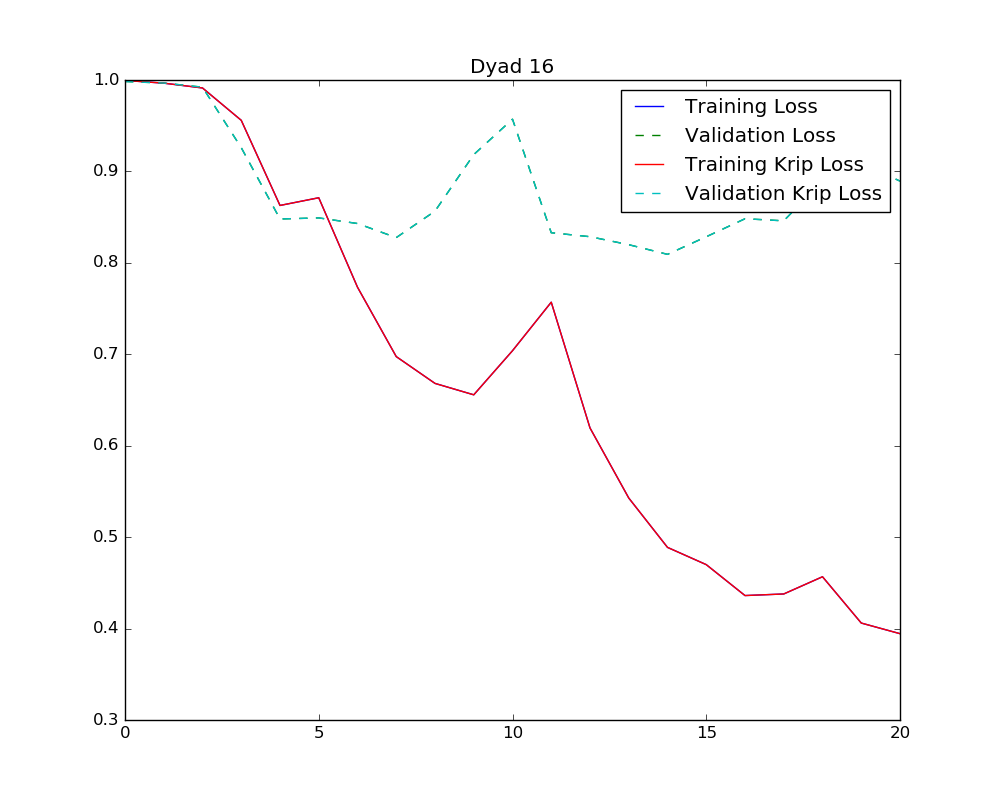 Dyad 16
1.0
0.9
0.8
0.7
0.6
0.5
0.4
0.3
0 5 10 15 20
Training Loss
Validation Loss
Training Krip Loss
Validation Krip Loss